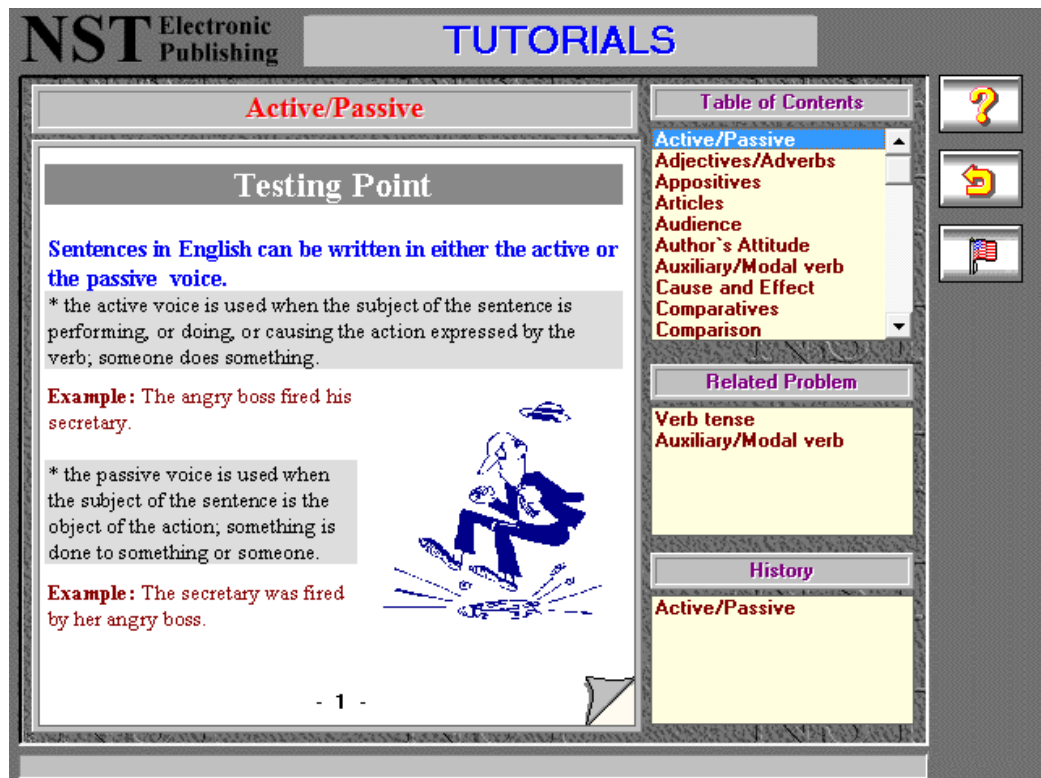 NST Electronic
Publishing
TUTORIALS
Active/Passive
Testing Point
Sentences in English can be written in either the active or
the passive voice.
* the active voice is used when the subject of the sentence is
performing, or doing, or causing the action expressed by the
verb; someone does something.
Example: The angry boss fired his
secretary.
* the passive voice is used when
the subject of the sentence is the
object of the action; something is
done to something or someone.
Example: The secretary was fired
by her angry boss.
- 1 -
Table of Contents
Active/Passive
Adjectives/Adverbs
Appositives
Articles
Audience
Author`s Attitude
Auxiliary/Modal verb
Cause and Effect
Comparatives
Comparison
Related Problem
Verb tense
Auxiliary/Modal verb
History
Active/Passive
?